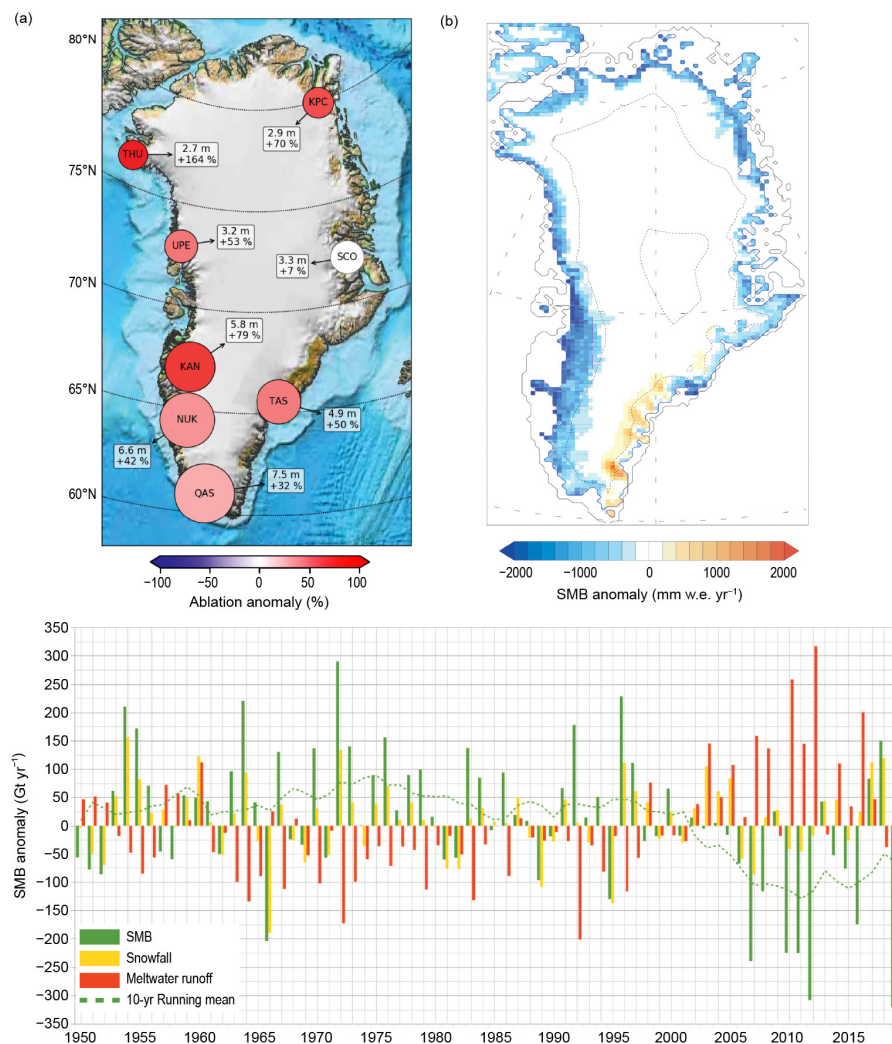 (a)
80°N
75°N
70°N
65°N
60°N
KPC
2.9 m
+70 %
THU
2.7 m
+164 %
UPE
3.2 m
+53 %
SCO
3.3 m
+7 %
KAN
5.8 m
+79 %
TAS
4.9 m
+50 %
NUK
6.6 m
+42 %
QAS
7.5 m
+32 %
−100 −50 0 50 100
Ablation anomaly (%)
(b)
−2000 −1000 0 1000 2000
SMB anomaly (mm w.e. yr⁻¹)
SMB anomaly (Gt yr⁻¹)
350
300
250
200
150
100
50
0
−50
−100
−150
−200
−250
−300
−350
SMB
Snowfall
Meltwater runoff
10-yr Running mean
1950 1955 1960 1965 1970 1975 1980 1985 1990 1995 2000 2005 2010 2015